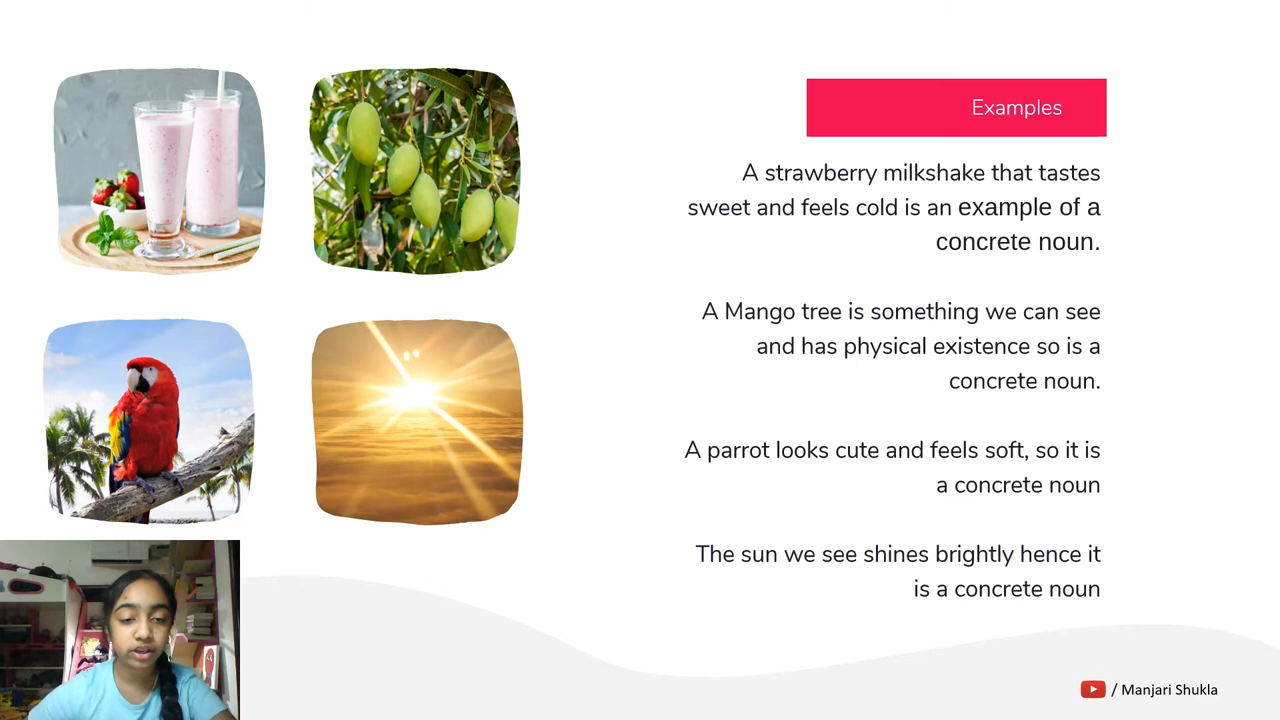 Examples
A strawberry milkshake that tastes
sweet and feels cold is an example of a
concrete noun.
A Mango tree is something we can see
and has physical existence so is a
concrete noun.
A parrot looks cute and feels soft, so it is
a concrete noun
The sun we see shines brightly hence it
is a concrete noun
/ Manjari Shukla